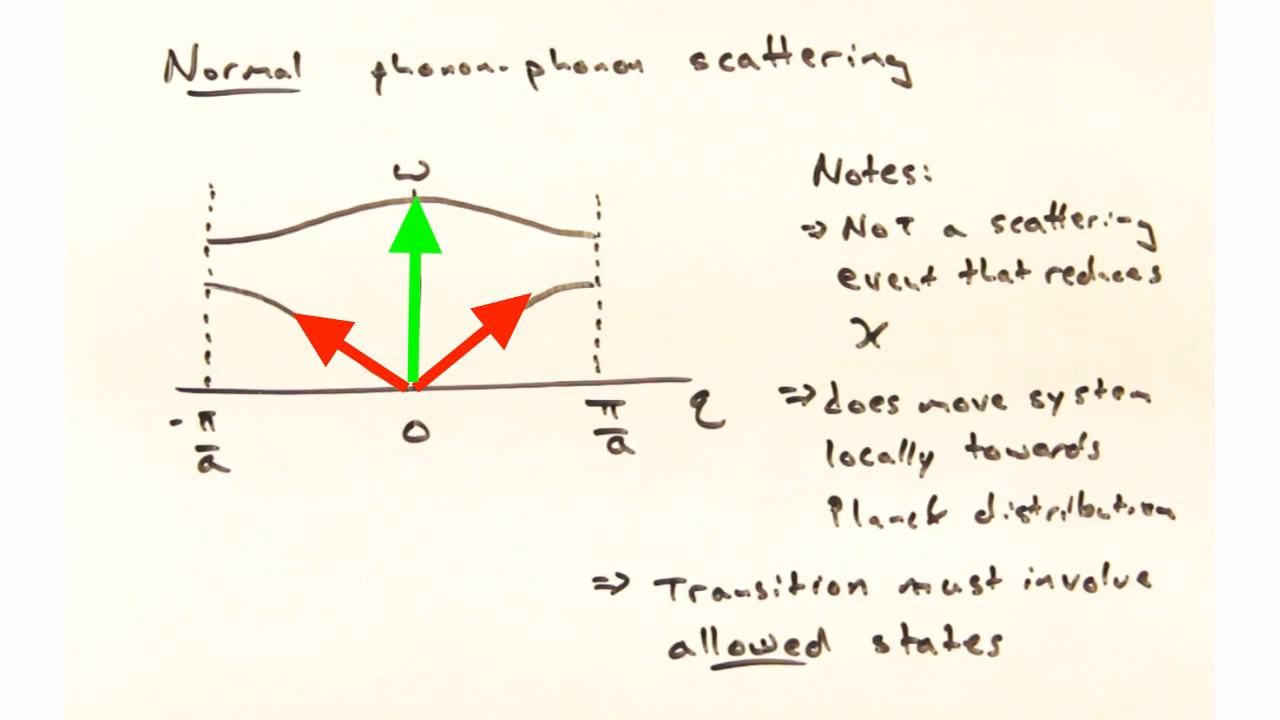 Normal phonon-phonon scattering
ω
-π/a
0
π/a
q
Notes:
⇒ NOT a scattering
event that reduces
ϰ
⇒ does move system
locally towards
Planck distribution
⇒ Transition must involve
allowed states